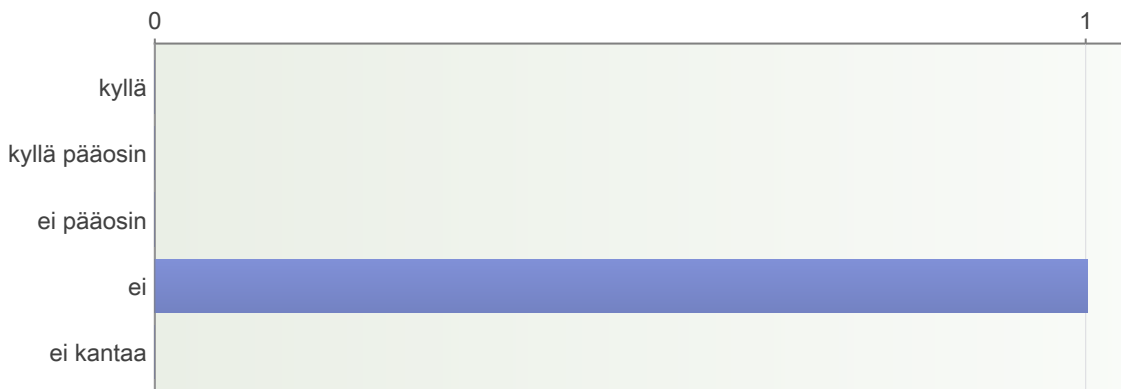 0 1
kyllä
kyllä pääosin
ei pääosin
ei
ei kantaa